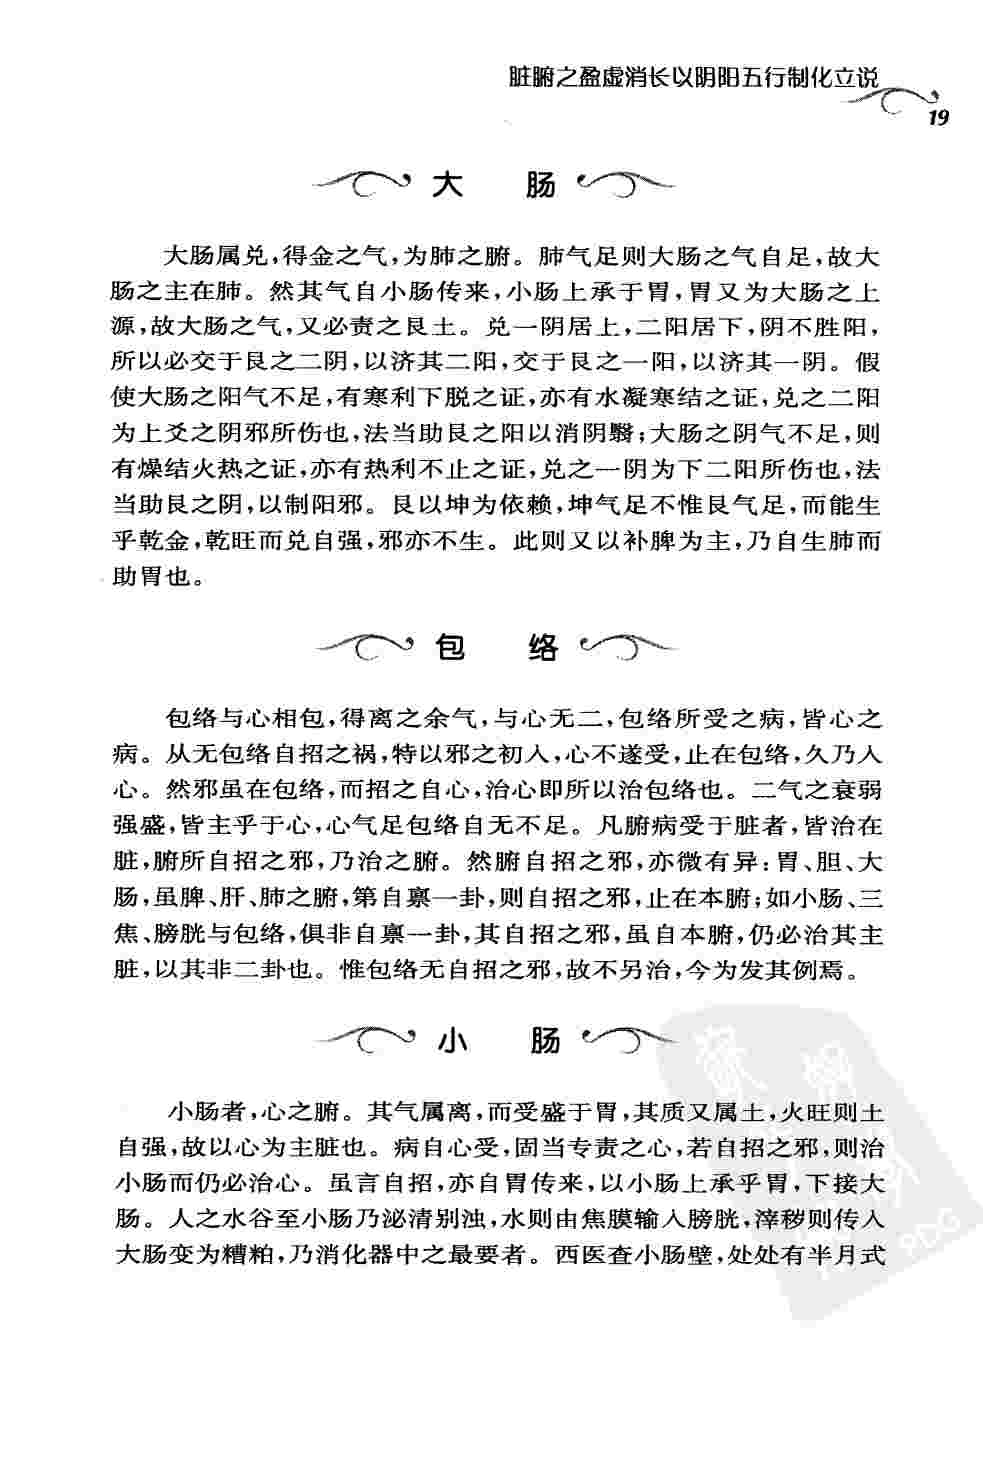 脏腑之盈虚消长以阴阳五行制化立说
19
大　　肠
大肠属兑，得金之气，为肺之腑。肺气足则大肠之气自足，故大
肠之主在肺。然其气自小肠传来，小肠上承于胃，胃又为大肠之上
源，故大肠之气，又必责之艮土。兑一阴居上，二阳居下，阴不胜阳，
所以必交于艮之二阴，以济其二阳，交于艮之一阳，以济其一阴。假
使大肠之阳气不足，有寒利下脱之证，亦有水凝寒结之证，兑之二阳
为上爻之阴邪所伤也，法当助艮之阳以消阴翳；大肠之阴气不足，则
有燥结火热之证，亦有热利不止之证，兑之一阴为下二阳所伤也，法
当助艮之阴，以制阳邪。艮以坤为依赖，坤气足不惟艮气足，而能生
乎乾金，乾旺而兑自强，邪亦不生。此则又以补脾为主，乃自生肺而
助胃也。
包　　络
包络与心相包，得离之余气，与心无二，包络所受之病，皆心之
病。从无包络自招之祸，特以邪之初入，心不遂受，止在包络，久乃入
心。然邪虽在包络，而招之自心，治心即所以治包络也。二气之衰弱
强盛，皆主乎于心，心气足包络自无不足。凡腑病受于脏者，皆治在
脏，腑所自招之邪，乃治之腑。然腑自招之邪，亦微有异：胃、胆、大
肠，虽脾、肝、肺之腑，第自禀一卦，则自招之邪，止在本腑；如小肠、三
焦、膀胱与包络，俱非自禀一卦，其自招之邪，虽自本腑，仍必治其主
脏，以其非二卦也。惟包络无自招之邪，故不另治，今为发其例焉。
小　　肠
小肠者，心之腑。其气属离，而受盛于胃，其质又属土，火旺则土
自强，故以心为主脏也。病自心受，固当专责之心，若自招之邪，则治
小肠而仍必治心。虽言自招，亦自胃传来，以小肠上承乎胃，下接大
肠。人之水谷至小肠乃泌清别浊，水则由焦膜输入膀胱，滓秽则传入
大肠变为糟粕，乃消化器中之最要者。西医查小肠壁，处处有半月式
PDG